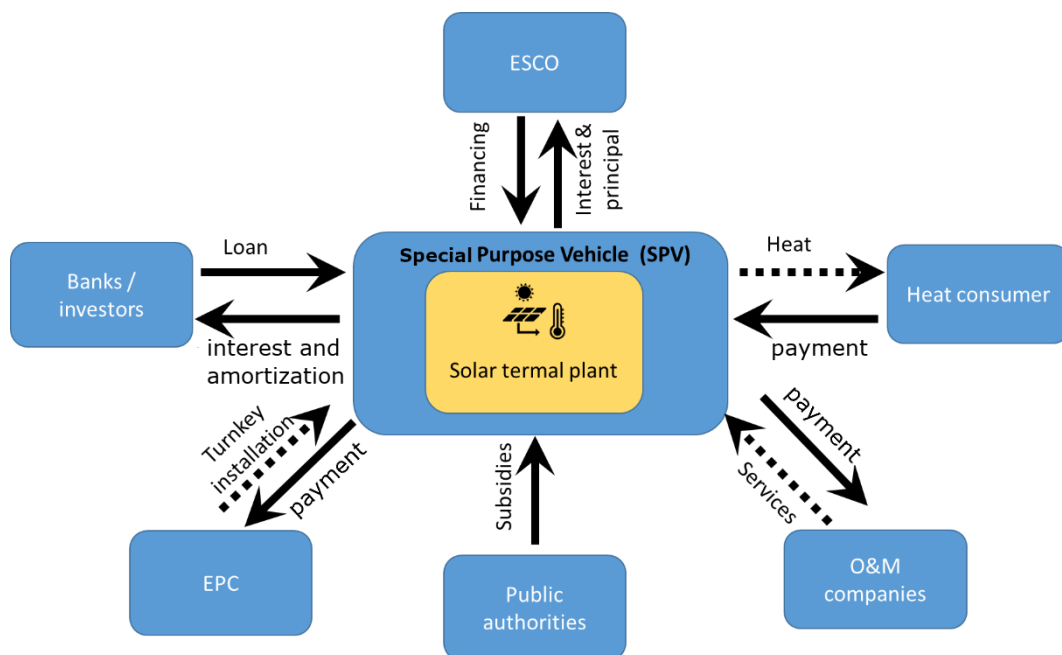 ESCO
Financing
Interest &
principal
Special Purpose Vehicle (SPV)
Solar termal plant
Loan
Banks /
investors
interest and
amortization
Heat
Heat consumer
payment
Turnkey
installation
payment
EPC
Subsidies
Public
authorities
payment
Services
O&M
companies